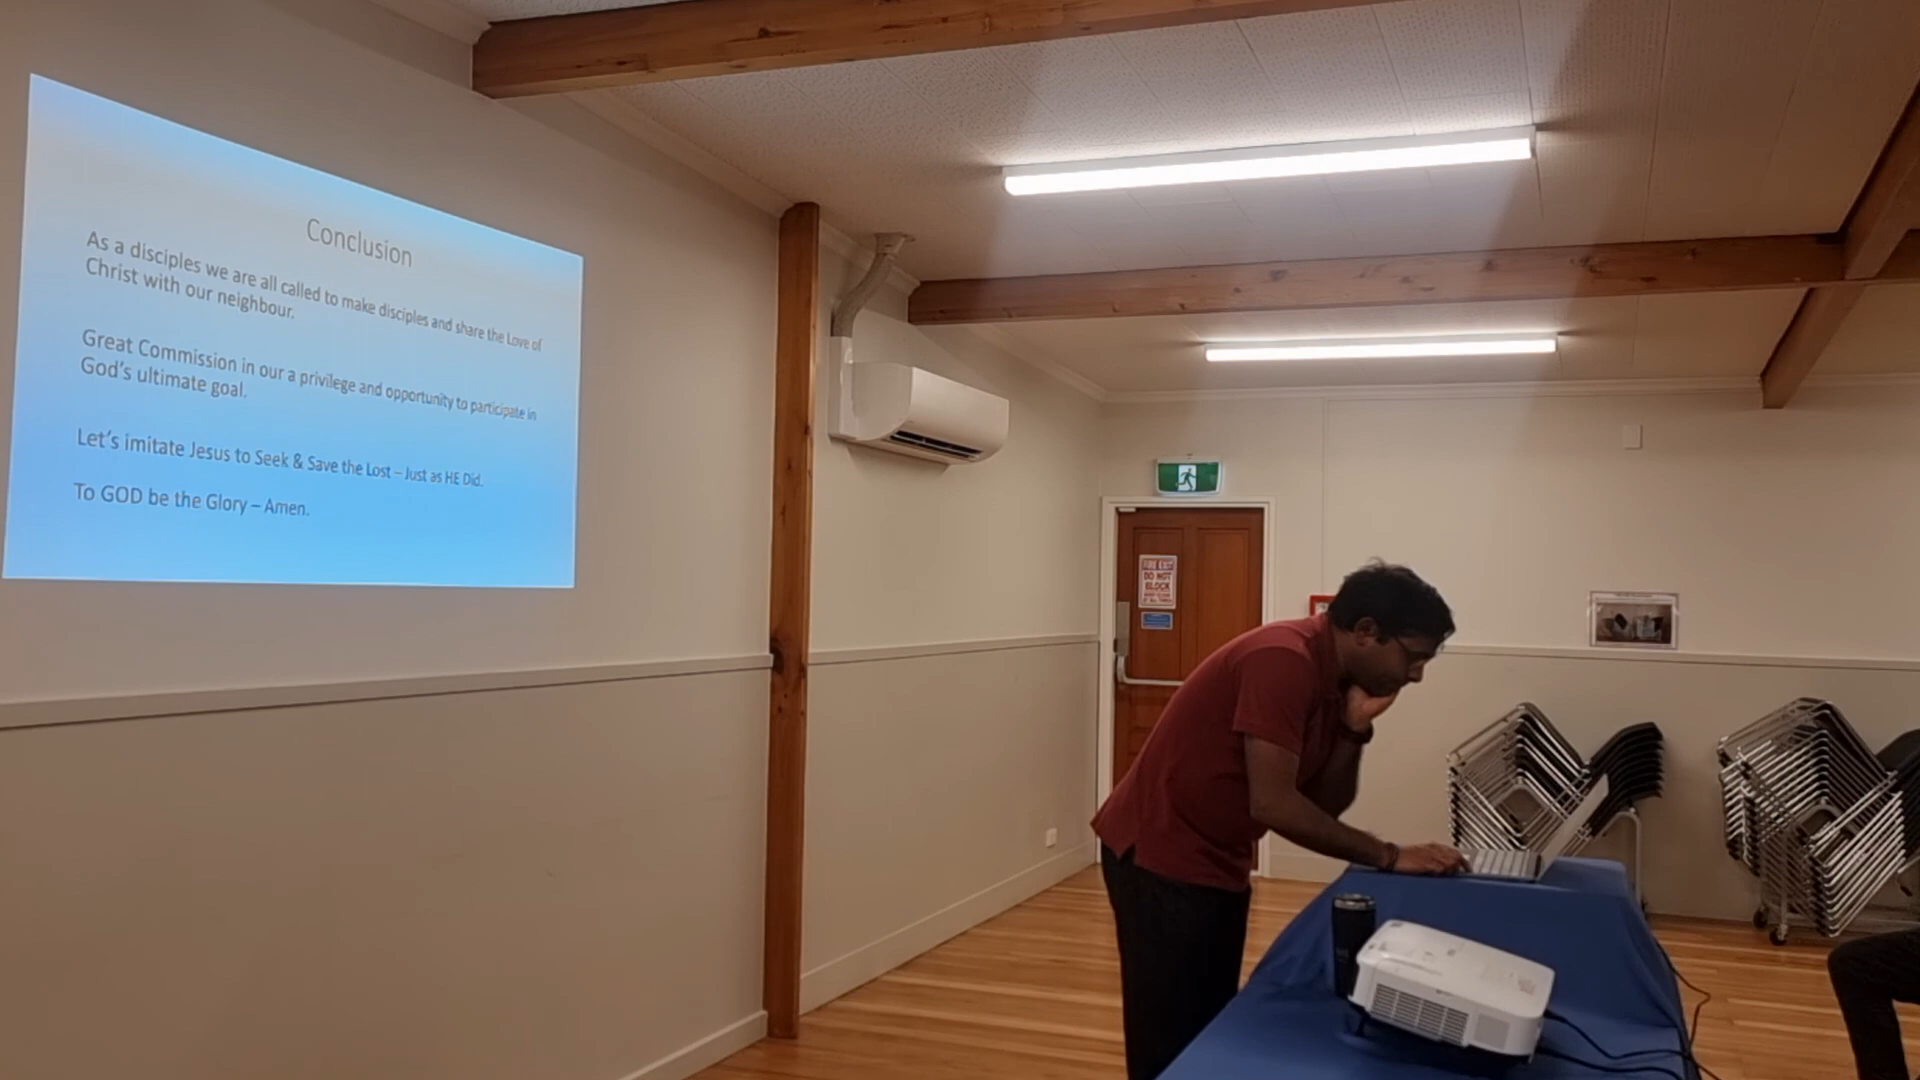 Conclusion
As a disciples we are all called to make disciples and share the Love of
Christ with our neighbour.
Great Commission in our a privilege and opportunity to participate in
God's ultimate goal.
Let's imitate Jesus to Seek & Save the Lost – Just as HE Did.
To GOD be the Glory – Amen.
FIRE EXIT
DO NOT
BLOCK